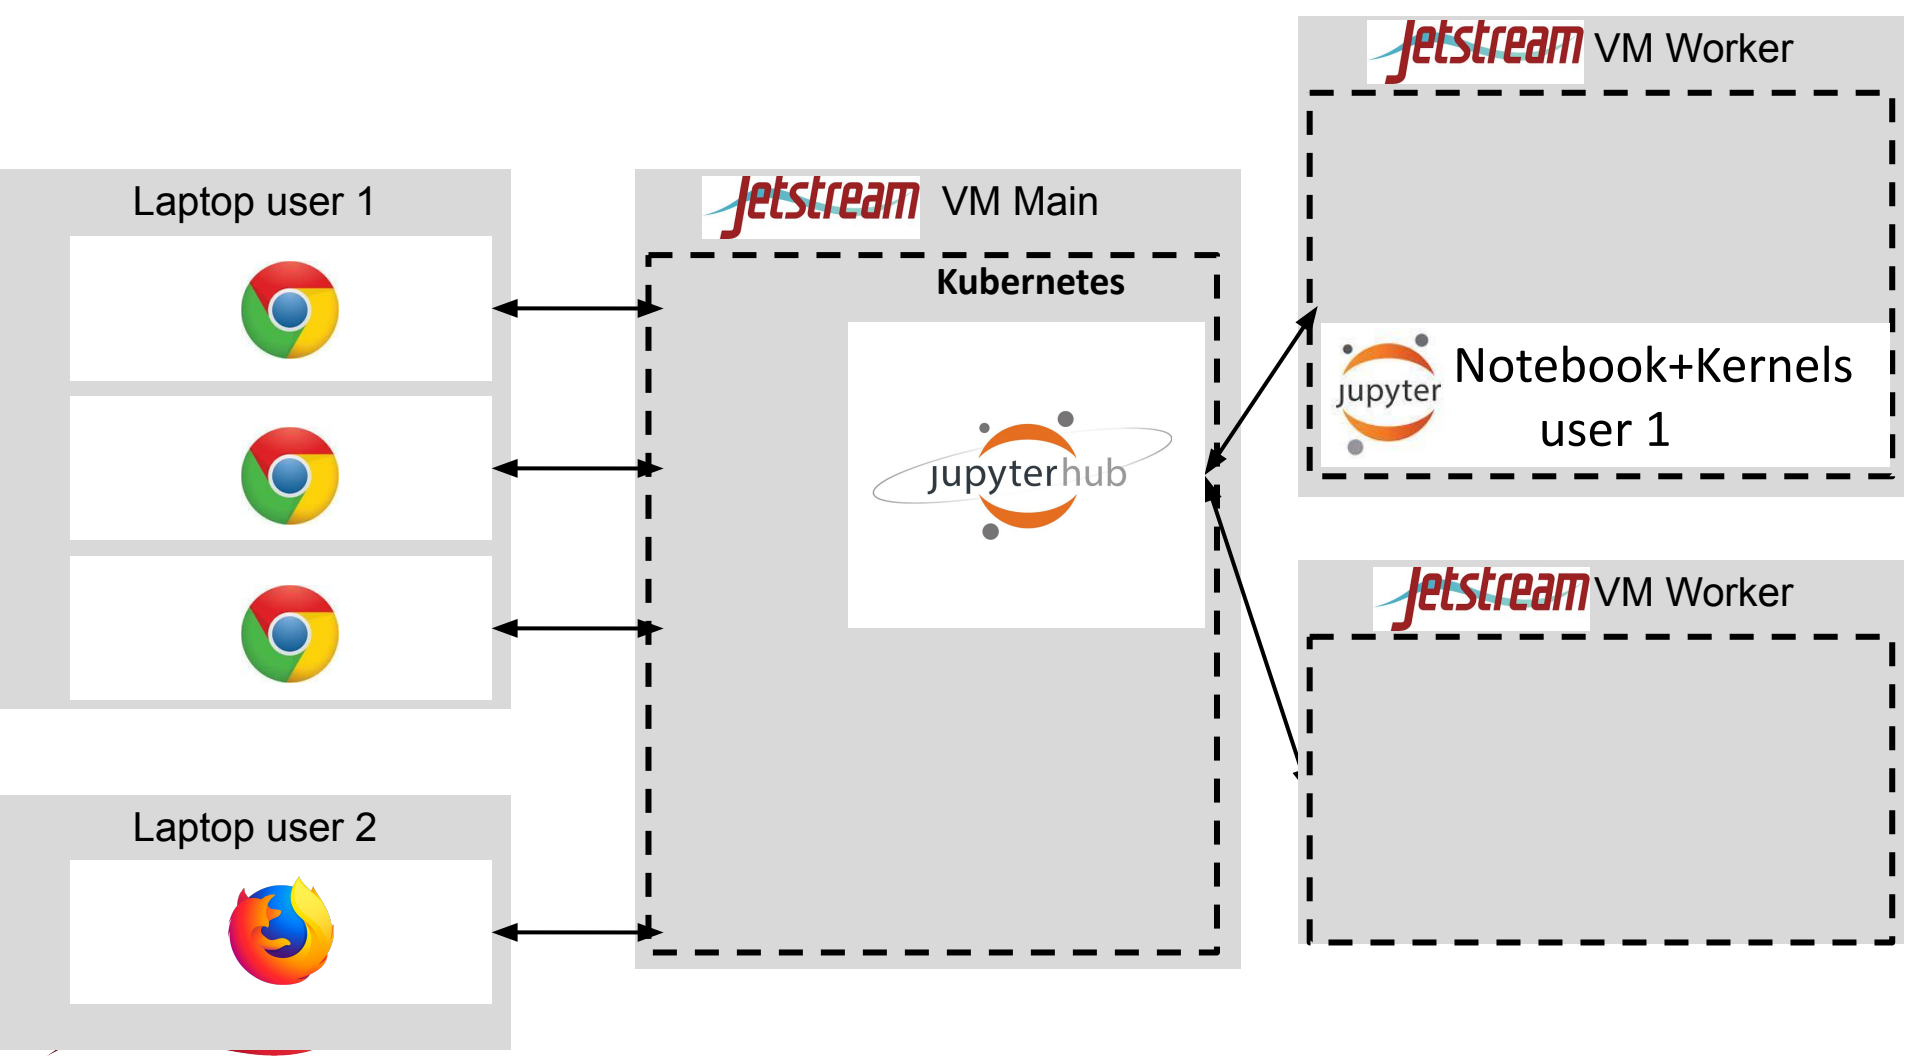 Laptop user 1
Jetstream VM Main
Kubernetes
jupyterhub
Jetstream VM Worker
jupyter Notebook+Kernels
user 1
Jetstream VM Worker
Laptop user 2